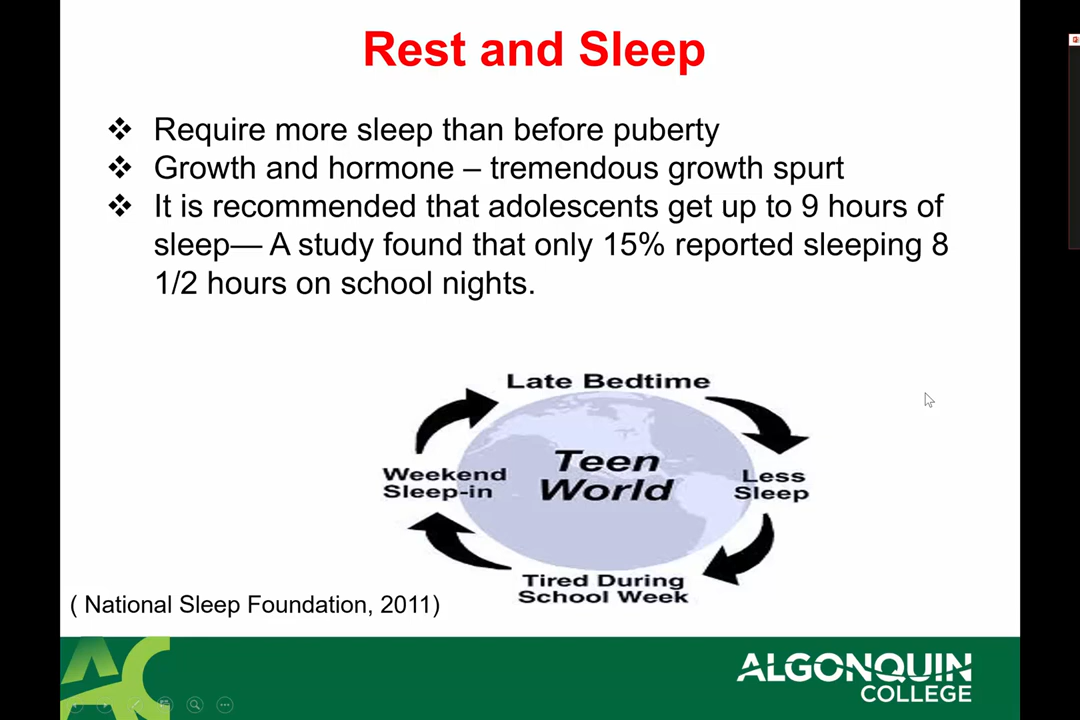 Rest and Sleep
❖ Require more sleep than before puberty
❖ Growth and hormone – tremendous growth spurt
❖ It is recommended that adolescents get up to 9 hours of
sleep— A study found that only 15% reported sleeping 8
1/2 hours on school nights.
Late Bedtime
Teen
World
Weekend
Sleep-in
Less
Sleep
Tired During
School Week
( National Sleep Foundation, 2011)
AC
ALGONQUIN
COLLEGE